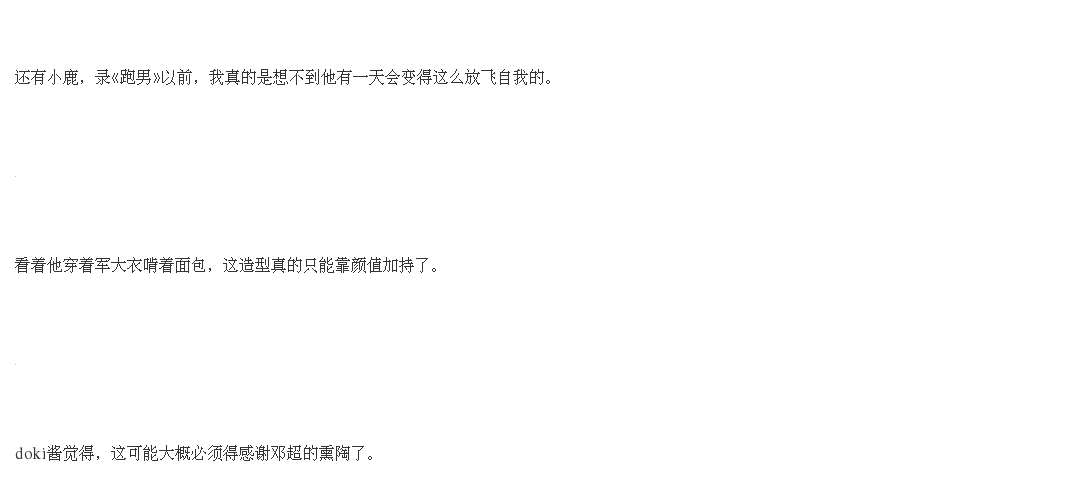 还有小鹿，录《跑男》以前，我真的是想不到他有一天会变得这么放飞自我的。
看着他穿着军大衣啃着面包，这造型真的只能靠颜值加持了。
doki酱觉得，这可能大概必须得感谢邓超的熏陶了。